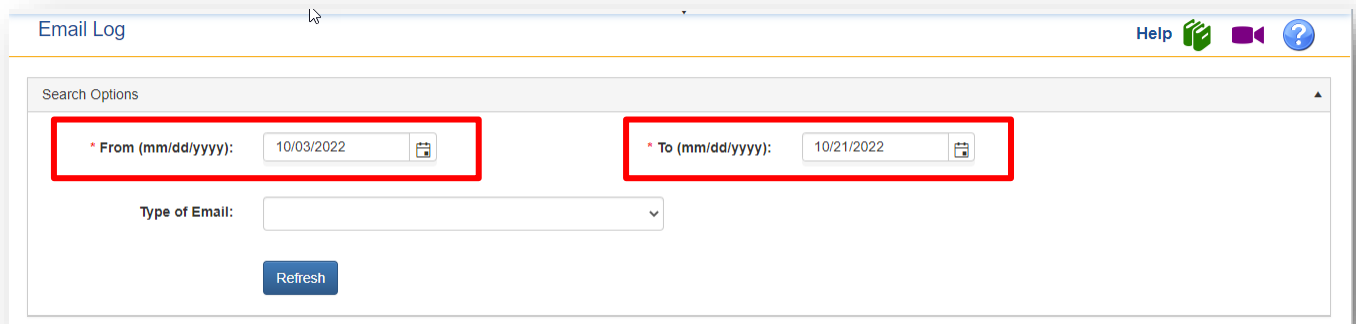 Email Log
Help
Search Options
* From (mm/dd/yyyy): 10/03/2022 * To (mm/dd/yyyy): 10/21/2022
Type of Email:
Refresh